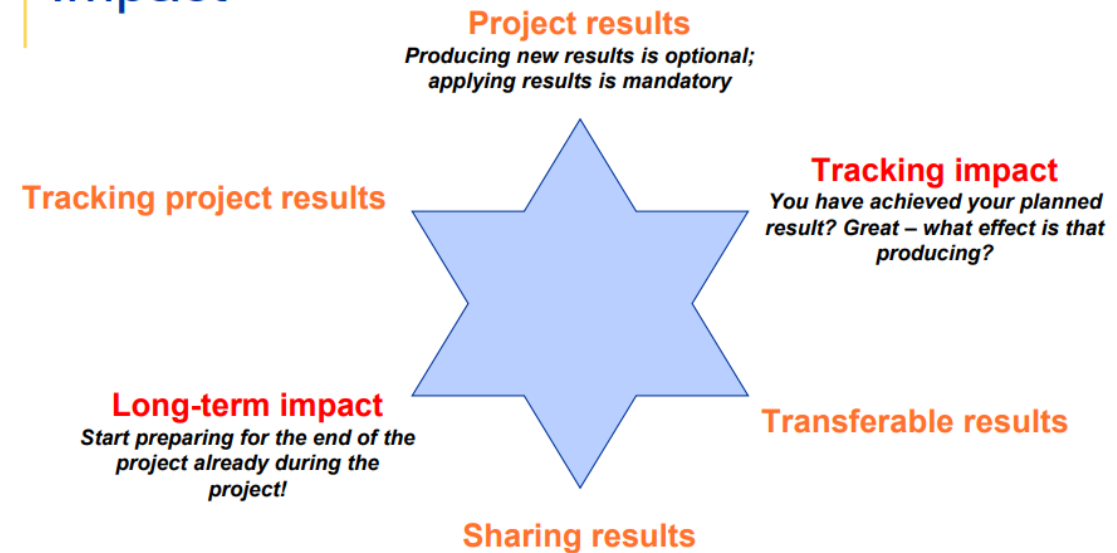 Impact
Project results
Producing new results is optional;
applying results is mandatory
Tracking impact
You have achieved your planned
result? Great – what effect is that
producing?
Tracking project results
Long-term impact
Start preparing for the end of the
project already during the
project!
Transferable results
Sharing results